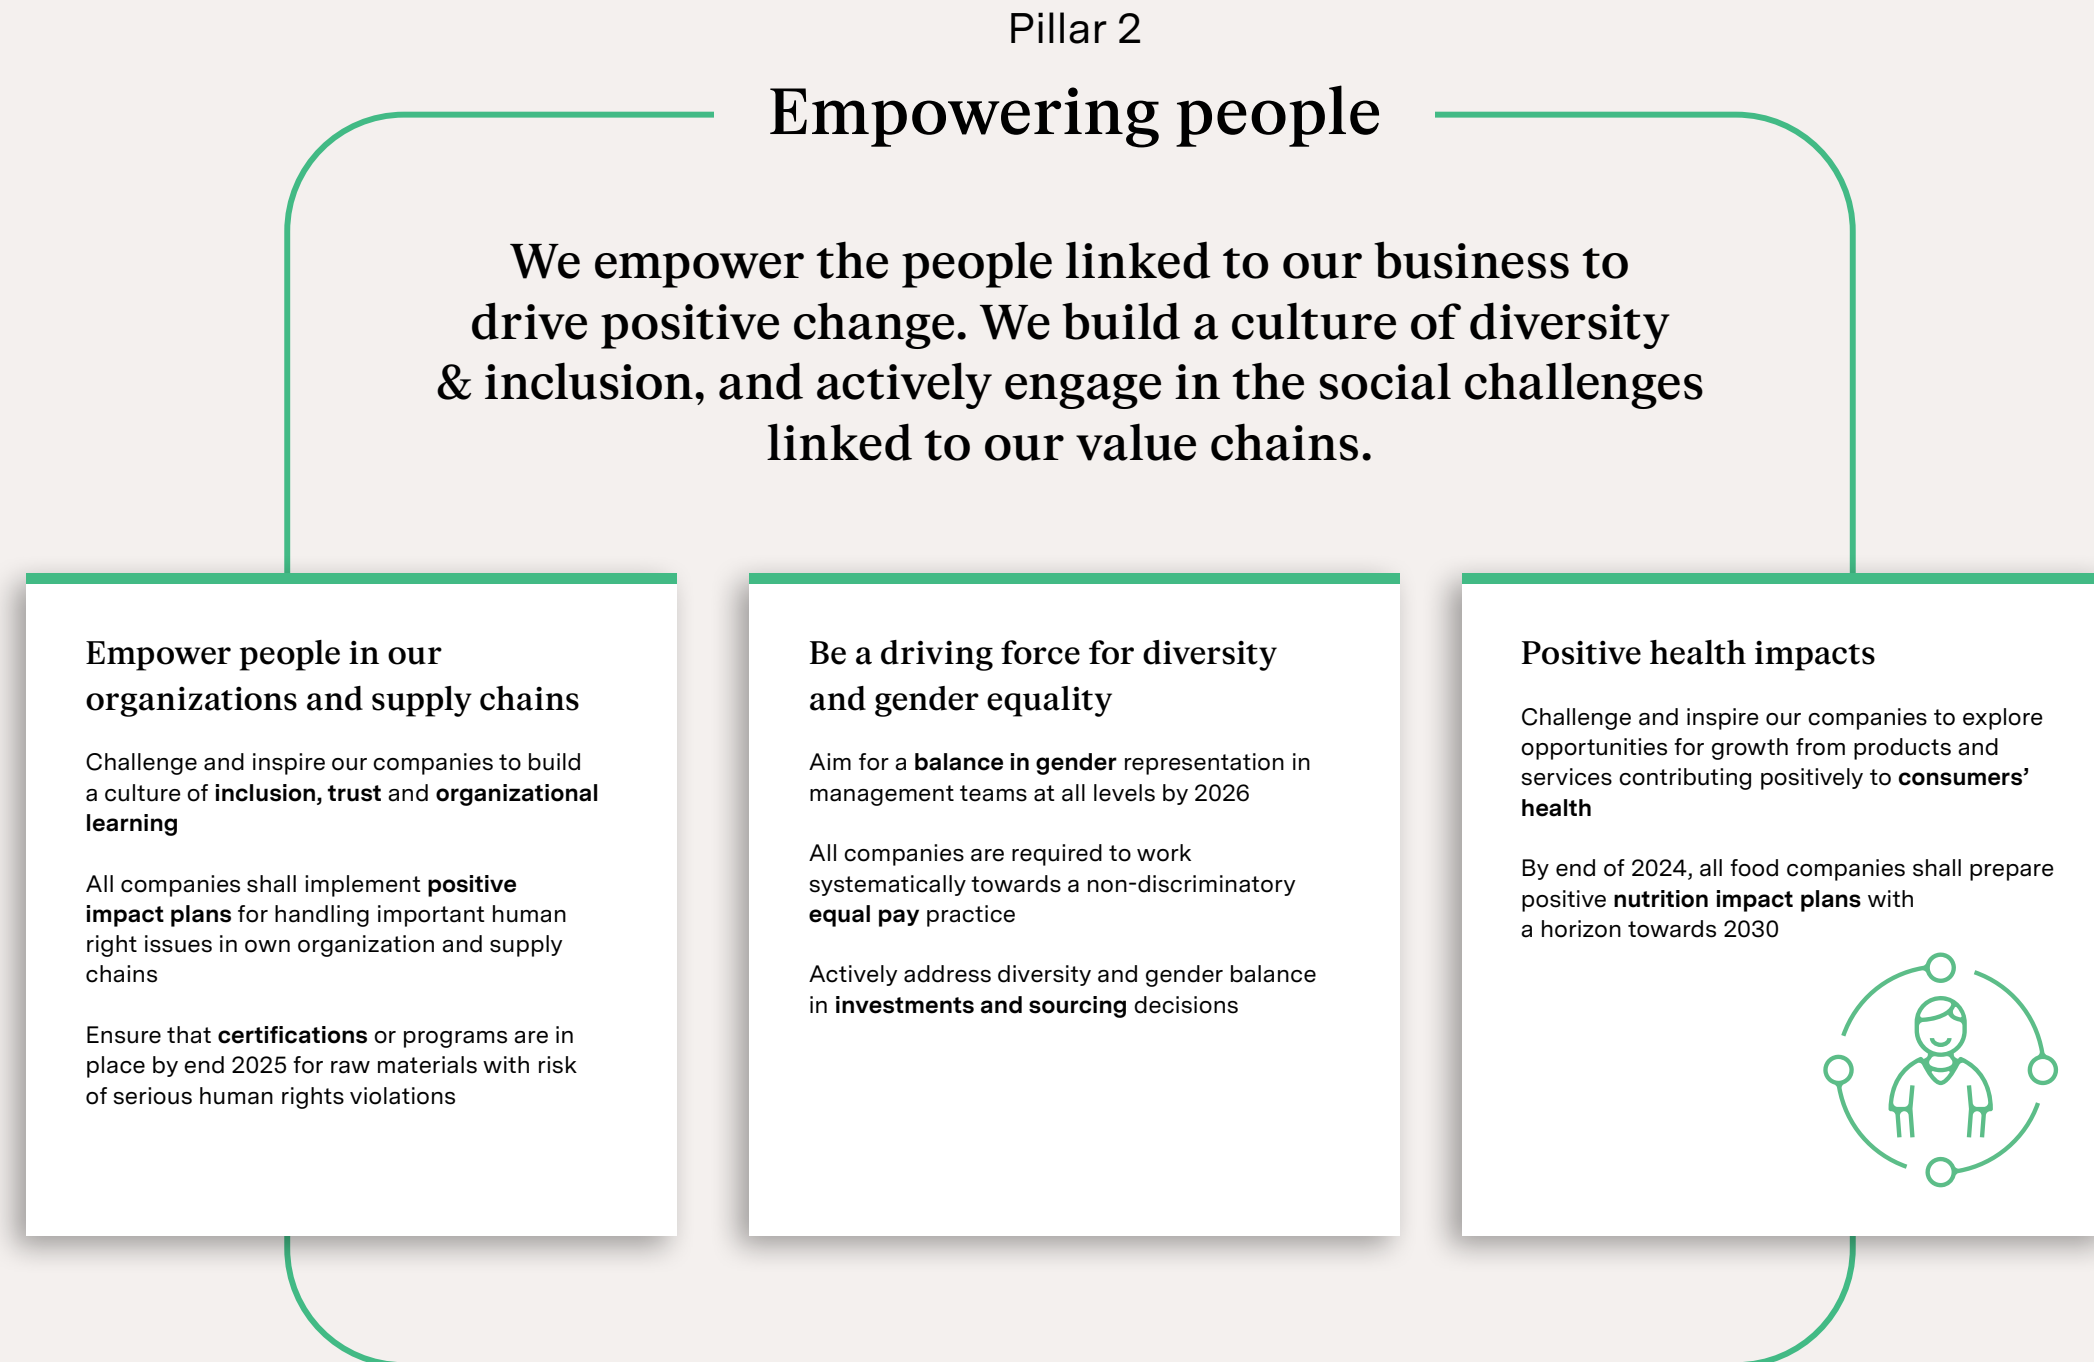 Pillar 2
Empowering people
We empower the people linked to our business to
drive positive change. We build a culture of diversity
& inclusion, and actively engage in the social challenges
linked to our value chains.
Empower people in our
organizations and supply chains
Challenge and inspire our companies to build
a culture of inclusion, trust and organizational
learning
All companies shall implement positive
impact plans for handling important human
right issues in own organization and supply
chains
Ensure that certifications or programs are in
place by end 2025 for raw materials with risk
of serious human rights violations
Be a driving force for diversity
and gender equality
Aim for a balance in gender representation in
management teams at all levels by 2026
All companies are required to work
systematically towards a non-discriminatory
equal pay practice
Actively address diversity and gender balance
in investments and sourcing decisions
Positive health impacts
Challenge and inspire our companies to explore
opportunities for growth from products and
services contributing positively to consumers’
health
By end of 2024, all food companies shall prepare
positive nutrition impact plans with
a horizon towards 2030